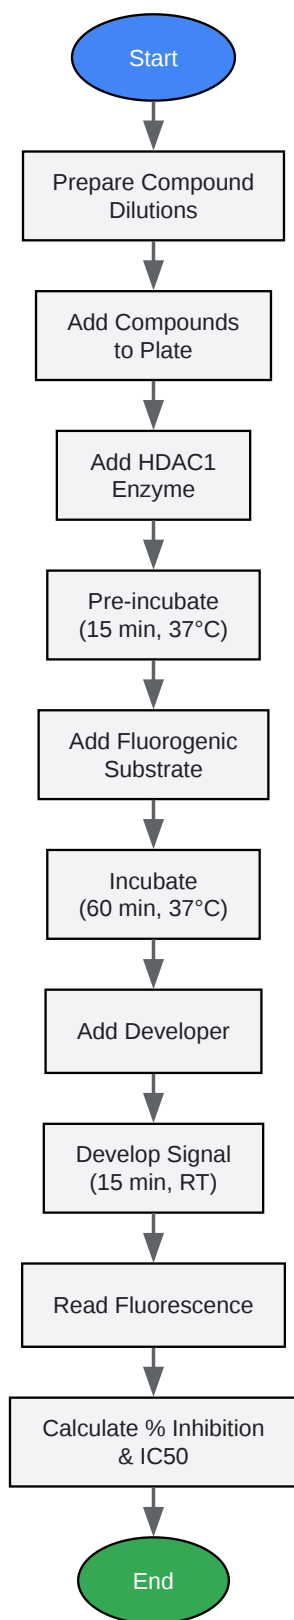 Start
Prepare Compound
Dilutions
Add Compounds
to Plate
Add HDAC1
Enzyme
Pre-incubate
(15 min, 37°C)
Add Fluorogenic
Substrate
Incubate
(60 min, 37°C)
Add Developer
Develop Signal
(15 min, RT)
Read Fluorescence
Calculate % Inhibition
& IC50
End